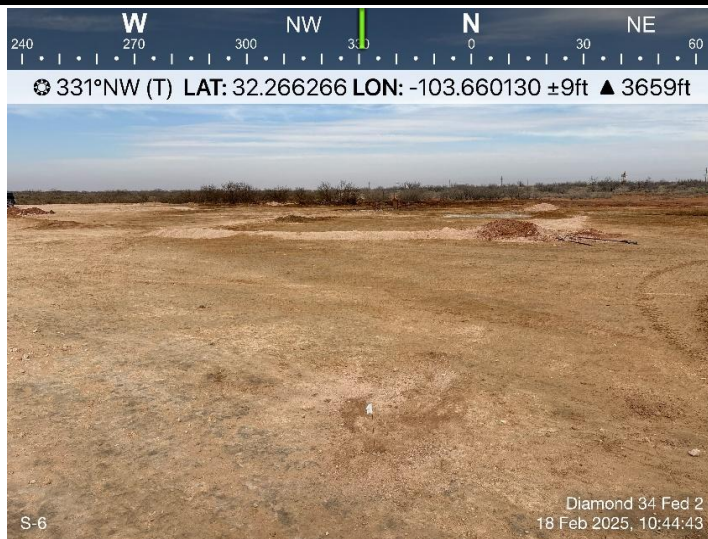 W NW N NE
240 270 300 330 0 30 60
331°NW (T) LAT: 32.266266 LON: -103.660130 ±9ft ▲ 3659ft
Diamond 34 Fed 2
S-6 18 Feb 2025, 10:44:43